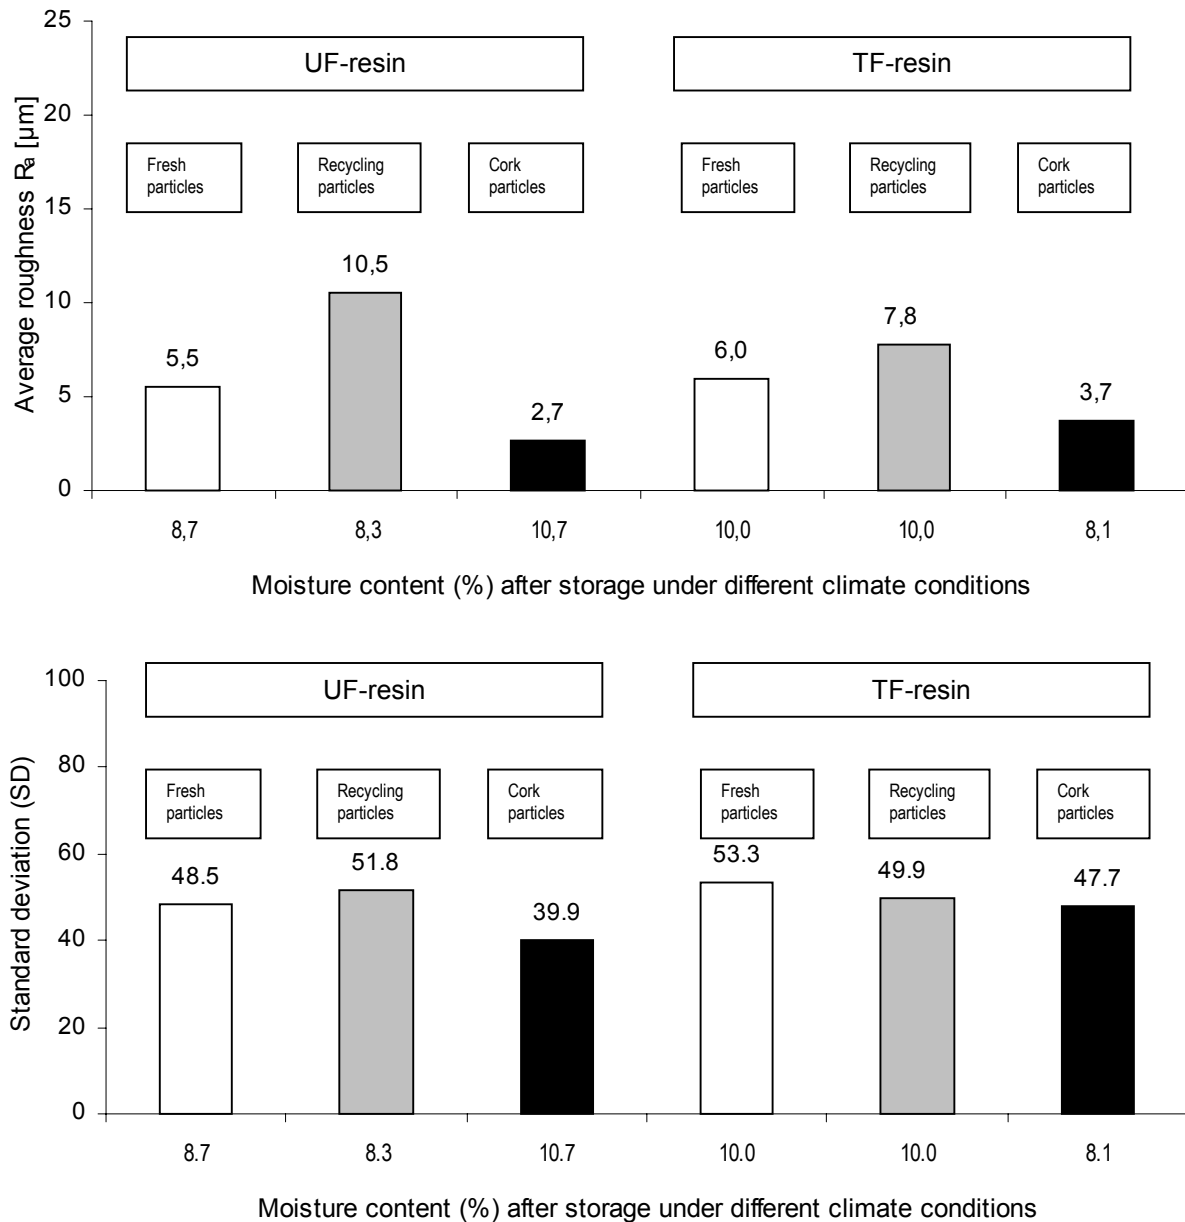 25
UF-resin
TF-resin
20
Fresh
particles
Recycling
particles
Cork
particles
Fresh
particles
Recycling
particles
Cork
particles
15
10,5
10
7,8
6,0
5,5
5
3,7
2,7
0
Average roughness Ra [µm]
8,7
8,3
10,7
10,0
10,0
8,1
Moisture content (%) after storage under different climate conditions
100
UF-resin
TF-resin
80
Fresh
particles
Recycling
particles
Cork
particles
Fresh
particles
Recycling
particles
Cork
particles
60
48.5
51.8
39.9
53.3
49.9
47.7
40
20
0
Standard deviation (SD)
8.7
8.3
10.7
10.0
10.0
8.1
Moisture content (%) after storage under different climate conditions